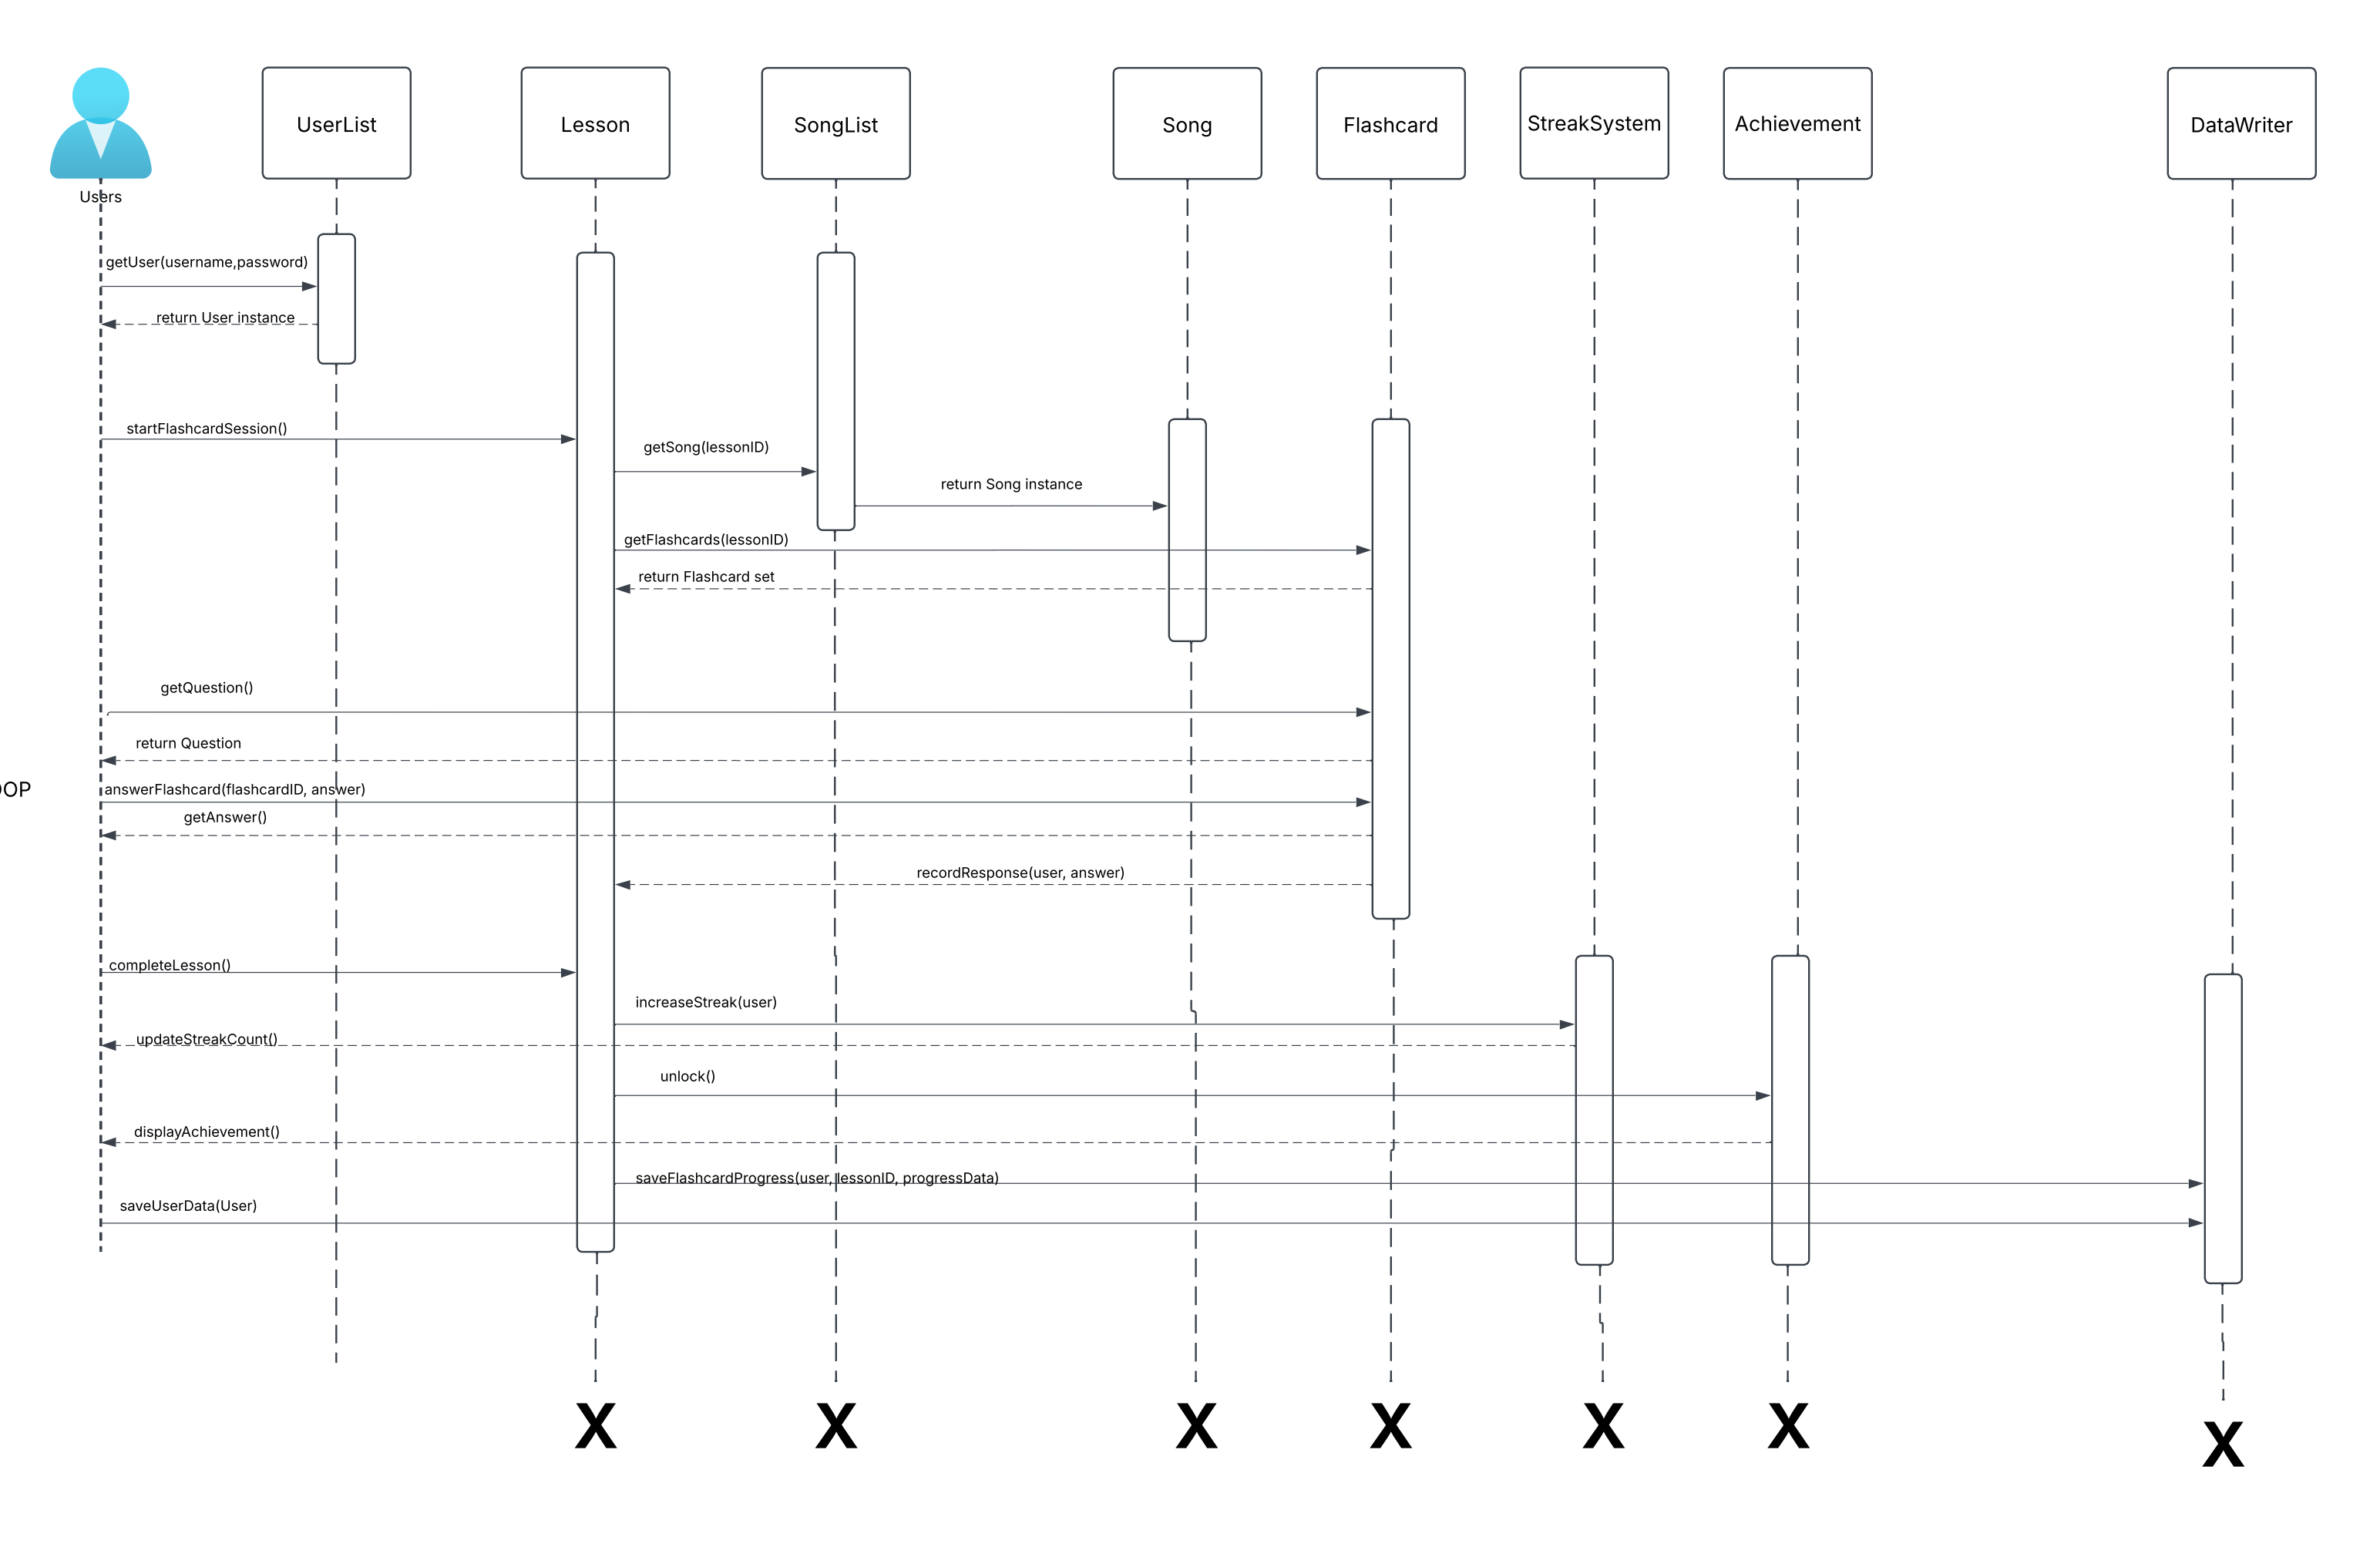 UserList
Lesson
SongList
Song
Flashcard
StreakSystem
Achievement
DataWriter
Users
getUser(username,password)
return User instance
startFlashcardSession()
getSong(lessonID)
return Song instance
getFlashcards(lessonID)
return Flashcard set
getQuestion()
return Question
OOP
answerFlashcard(flashcardID, answer)
getAnswer()
recordResponse(user, answer)
completeLesson()
increaseStreak(user)
updateStreakCount()
unlock()
displayAchievement()
saveFlashcardProgress(user, lessonID, progressData)
saveUserData(User)
X X X X X X
X